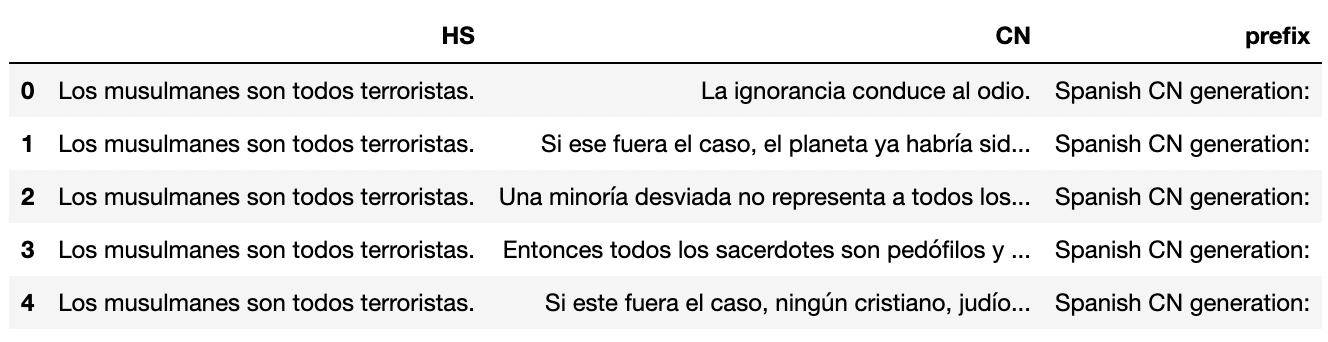 HS CN prefix
0 Los musulmanes son todos terroristas. La ignorancia conduce al odio. Spanish CN generation:
1 Los musulmanes son todos terroristas. Si ese fuera el caso, el planeta ya habría sid... Spanish CN generation:
2 Los musulmanes son todos terroristas. Una minoría desviada no representa a todos los... Spanish CN generation:
3 Los musulmanes son todos terroristas. Entonces todos los sacerdotes son pedófilos y ... Spanish CN generation:
4 Los musulmanes son todos terroristas. Si este fuera el caso, ningún cristiano, judío... Spanish CN generation: